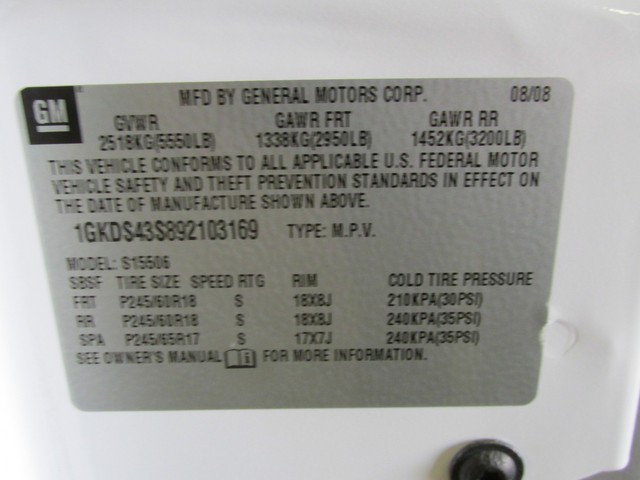 GM MFD BY GENERAL MOTORS CORP. 08/08
GVWR GAWR FRT GAWR RR
2518KG(5550LB) 1338KG(2950LB) 1452KG(3200LB)
THIS VEHICLE CONFORMS TO ALL APPLICABLE U.S. FEDERAL MOTOR
VEHICLE SAFETY AND THEFT PREVENTION STANDARDS IN EFFECT ON
THE DATE OF MANUFACTURE SHOWN ABOVE.
1GKDS43S892103169 TYPE: M.P.V.
MODEL: S15506
SBSF TIRE SIZE SPEED RTG RIM COLD TIRE PRESSURE
FRT P245/60R18 S 18X8J 210KPA(30PSI)
RR P245/60R18 S 18X8J 240KPA(35PSI)
SPA P245/65R17 S 17X7J 240KPA(35PSI)
SEE OWNER'S MANUAL FOR MORE INFORMATION.